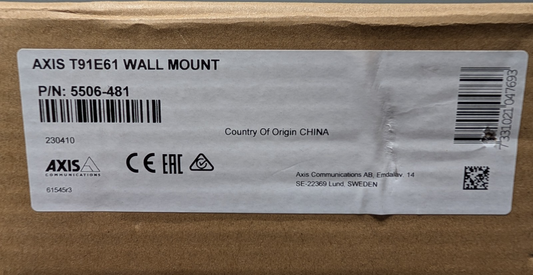 AXIS T91E61 WALL MOUNT
P/N: 5506-481
230410
Country Of Origin CHINA
AXIS
COMMUNICATIONS
CE EAC
Axis Communications AB, Emdalav. 14
SE-22369 Lund. SWEDEN
61545r3
7331021047693